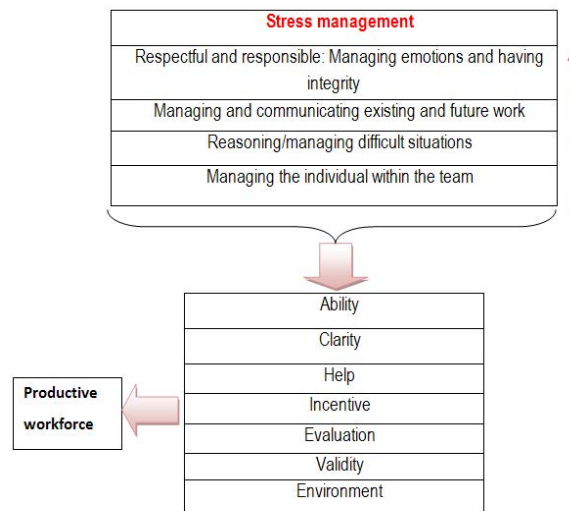 Stress management
Respectful and responsible: Managing emotions and having
integrity
Managing and communicating existing and future work
Reasoning/managing difficult situations
Managing the individual within the team
Ability
Clarity
Help
Incentive
Evaluation
Validity
Environment
Productive
workforce